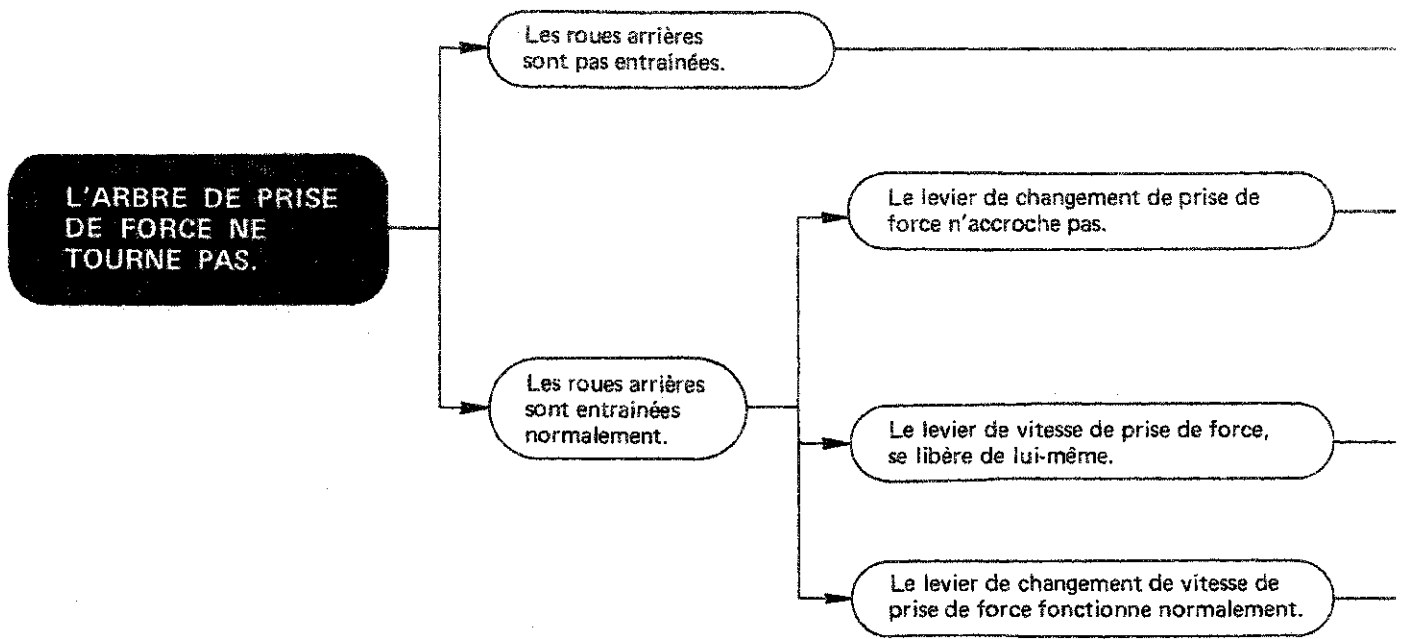 Les roues arrières
sont pas entrainées.
L'ARBRE DE PRISE
DE FORCE NE
TOURNE PAS.
Le levier de changement de prise de
force n'accroche pas.
Les roues arrières
sont entrainées
normalement.
Le levier de vitesse de prise de force,
se libère de lui-même.
Le levier de changement de vitesse de
prise de force fonctionne normalement.